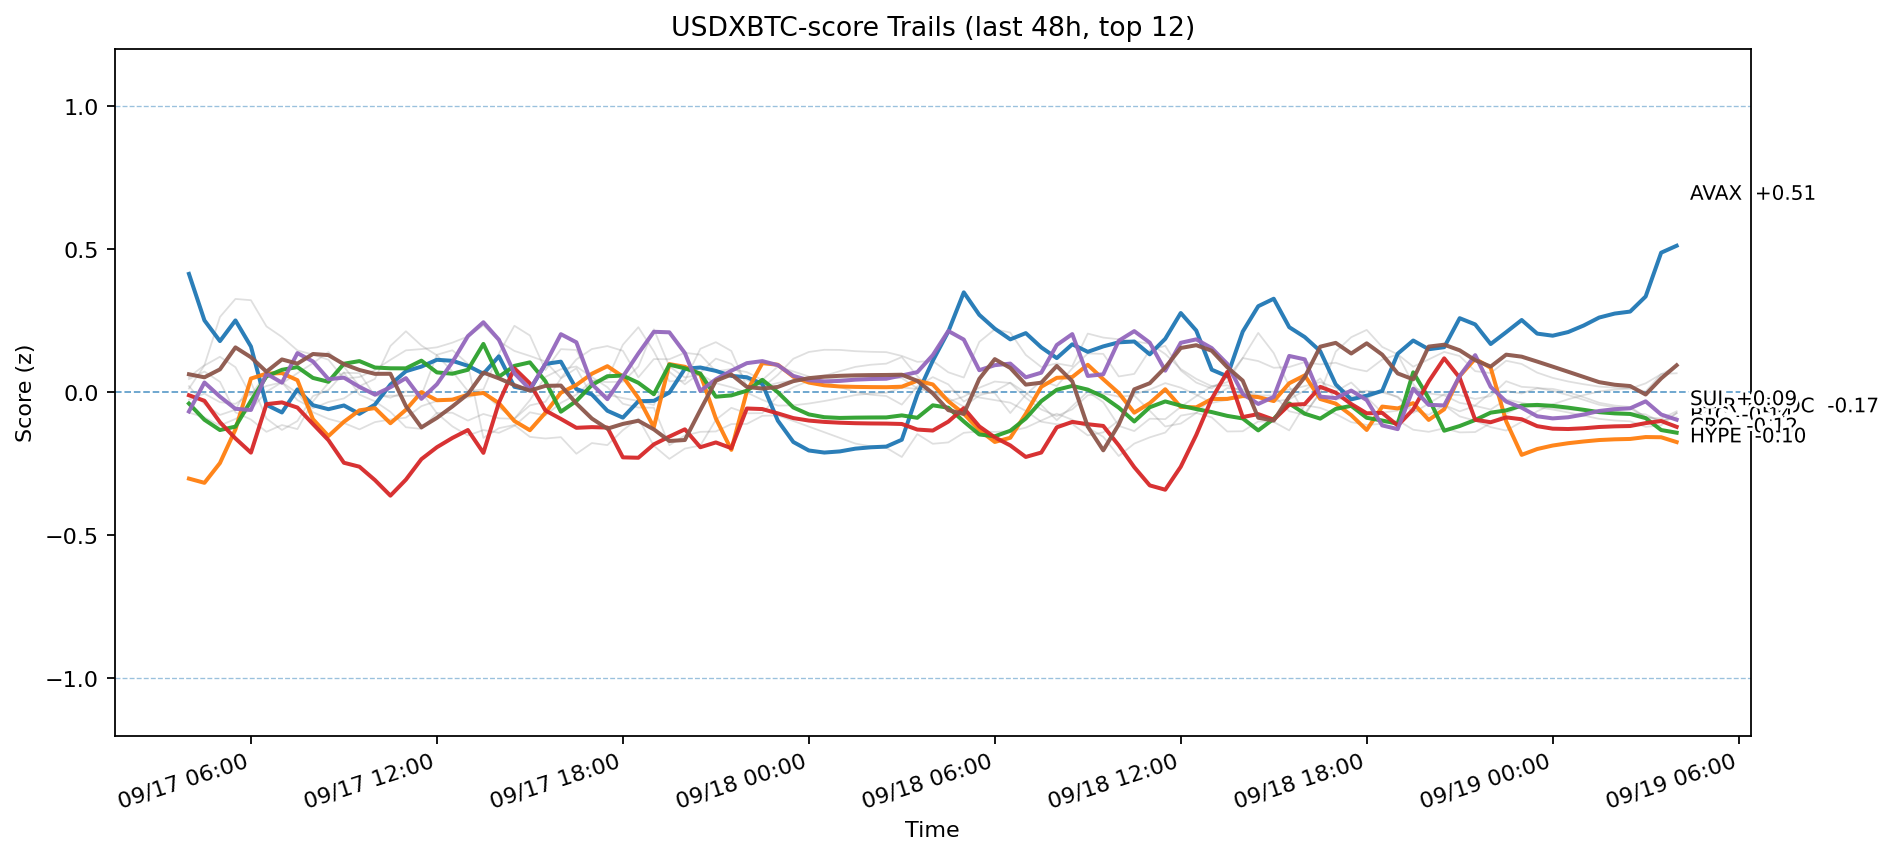 USDXBTC-score Trails (last 48h, top 12)
Score (z)
1.0
0.5
0.0
−0.5
−1.0
AVAX +0.51
SUI +0.09
-0.17
HYPE -0.10
09/17 06:00
09/17 12:00
09/17 18:00
09/18 00:00
09/18 06:00
09/18 12:00
09/18 18:00
09/19 00:00
09/19 06:00
Time